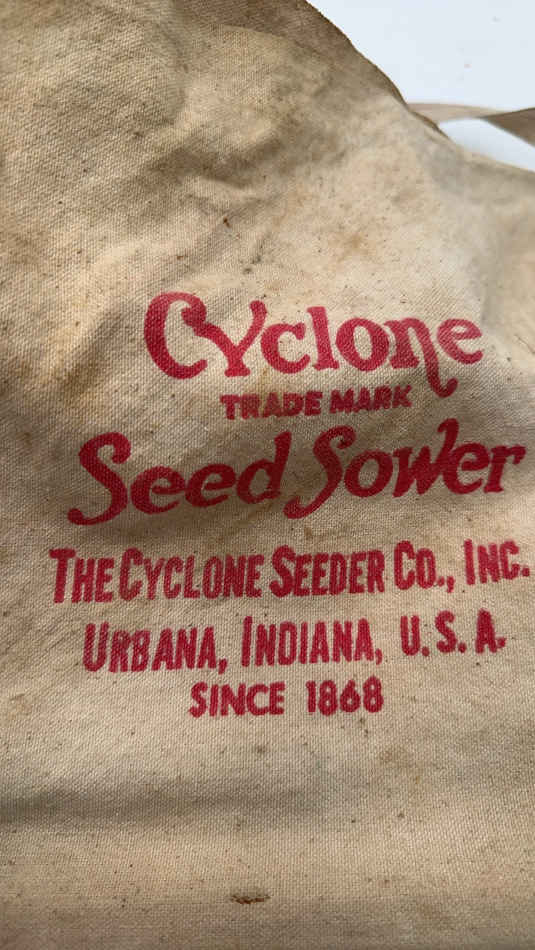 Cyclone
TRADE MARK
Seed Sower
THE CYCLONE SEEDER CO., INC.
URBANA, INDIANA, U.S.A.
SINCE 1868